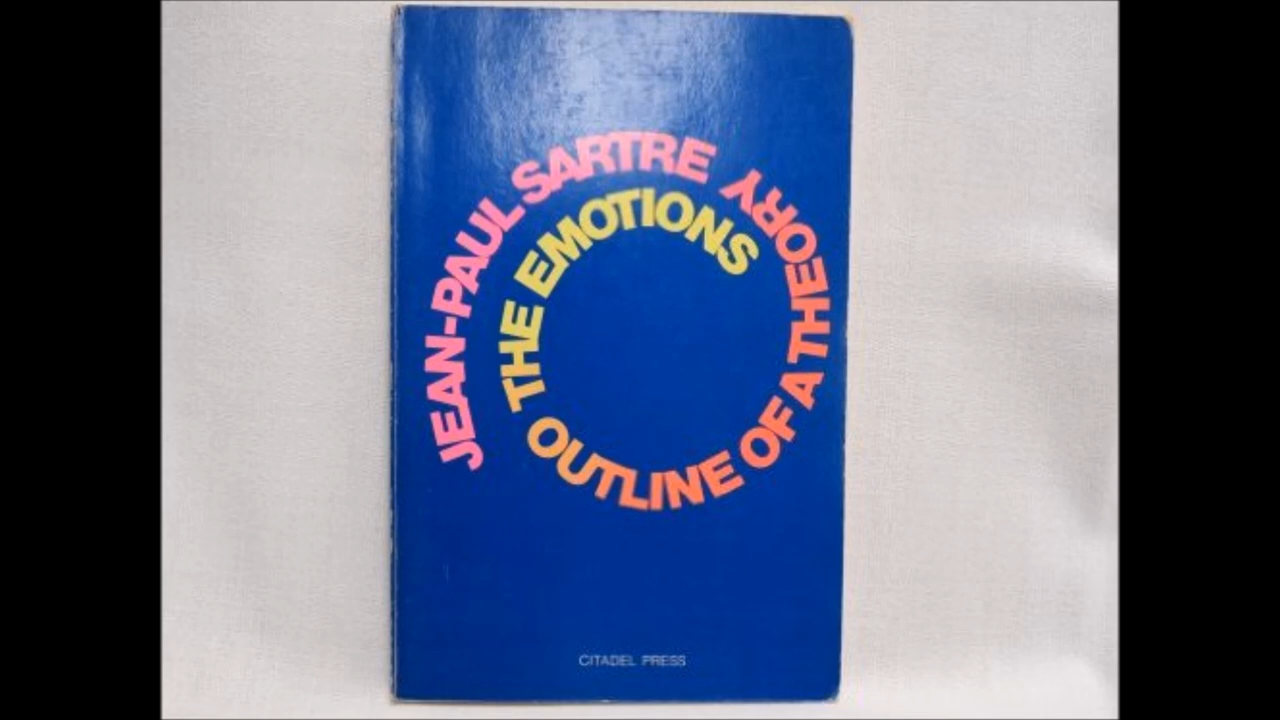 JEAN-PAUL SARTRE
THE EMOTIONS
OUTLINE OF A THEORY
CITADEL PRESS